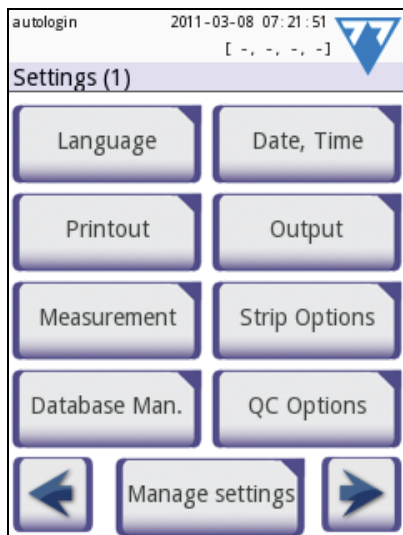 autologin 2011-03-08 07:21:51
[ -, -, -, -]
Settings (1)
Language Date, Time
Printout Output
Measurement Strip Options
Database Man. QC Options
Manage settings